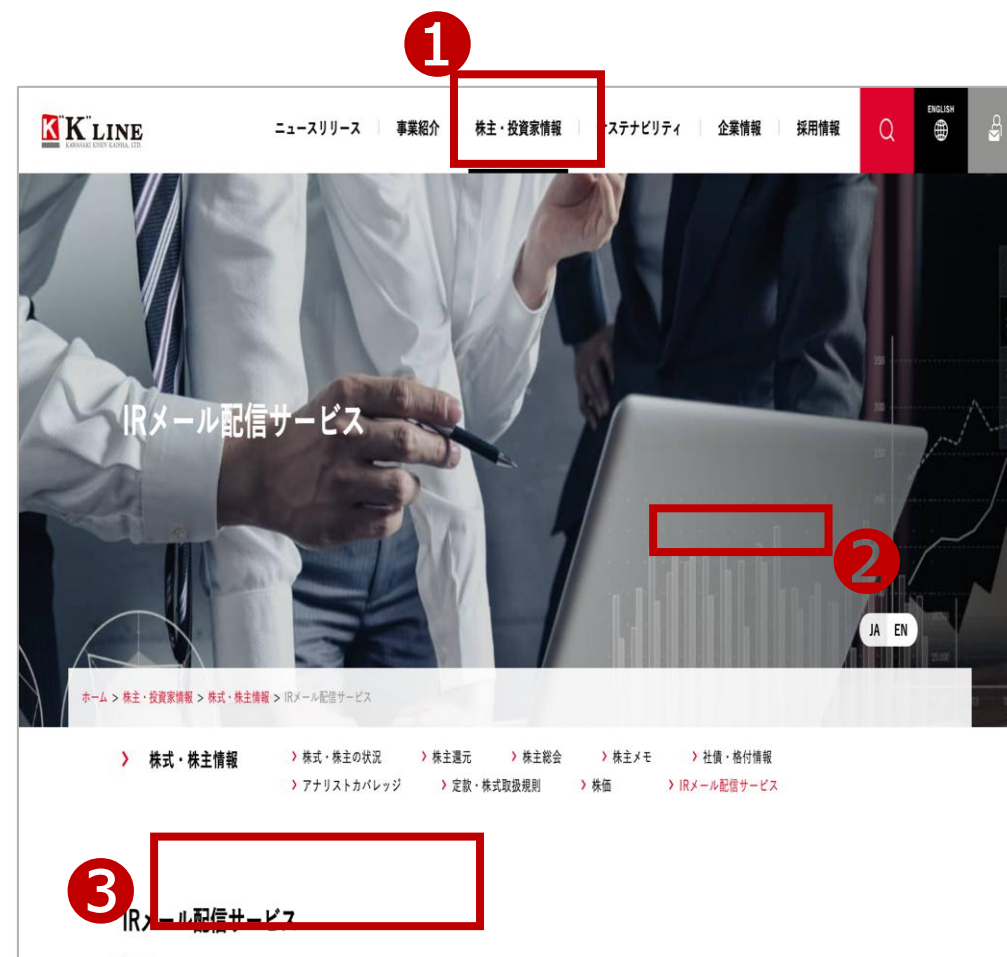 1
K "K" LINE
KAWASAKI KISEN KAISHA, LTD.
ニュースリリース 事業紹介 株主・投資家情報 ステナビリティ 企業情報 採用情報
ENGLISH
IRメール配信サービス
350
300
250
2
JA EN
25,000
ホーム > 株主・投資家情報 > 株式・株主情報 > IRメール配信サービス
> 株式・株主情報
> 株式・株主の状況 > 株主還元 > 株主総会 > 株主メモ > 社債・格付情報
> アナリストカバレッジ > 定款・株式取扱規則 > 株価 > IRメール配信サービス
3
IRメール配信サービス